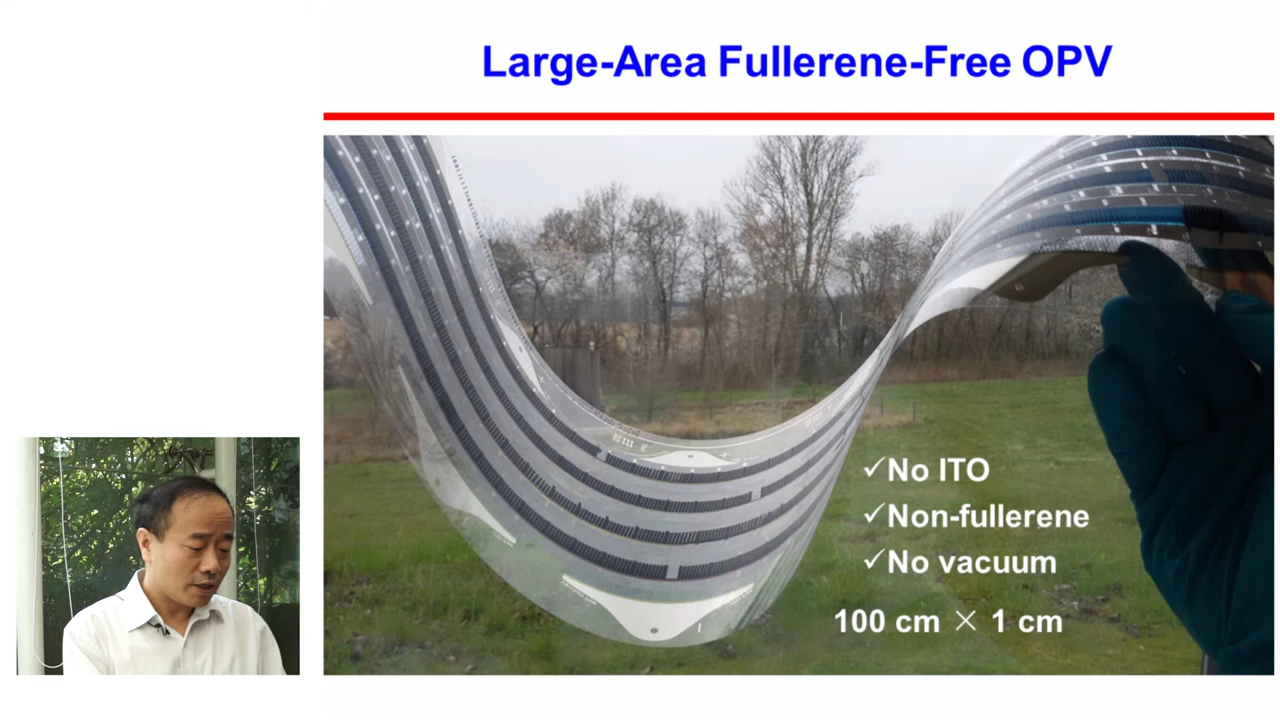 Large-Area Fullerene-Free OPV
✓No ITO
✓Non-fullerene
✓No vacuum
100 cm × 1 cm